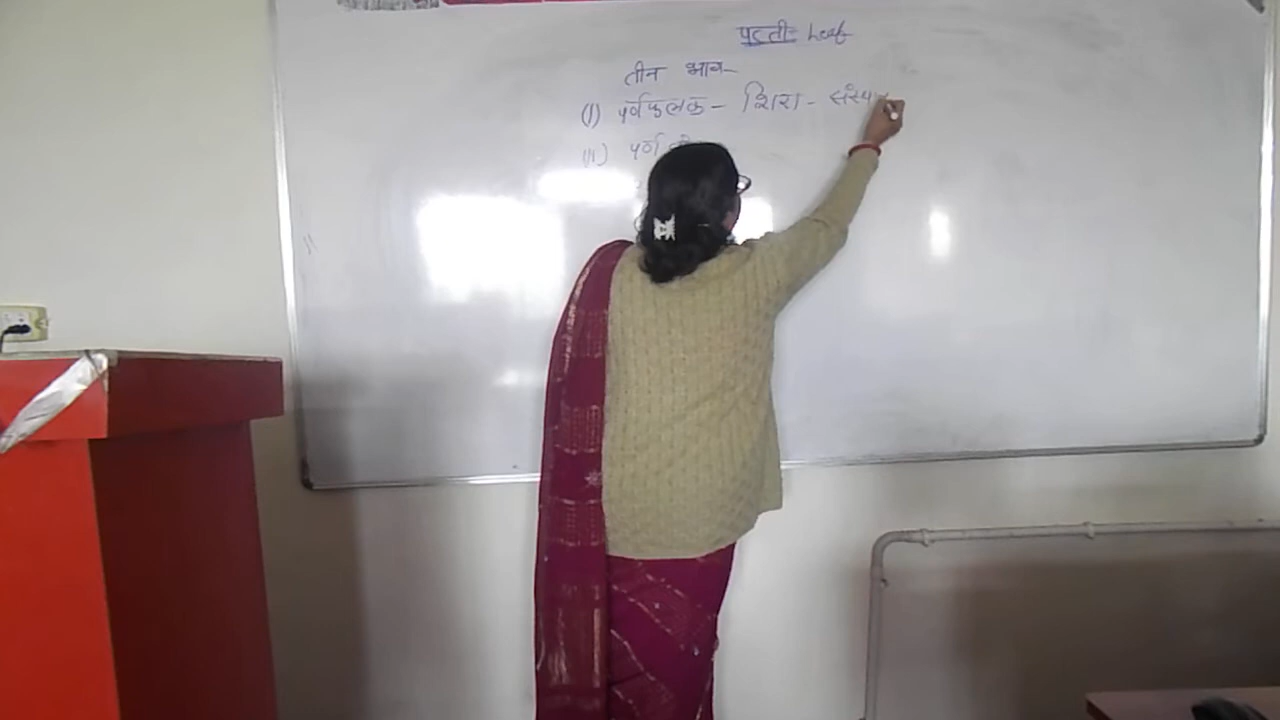 पत्ती- Leaf
तीन भाग-
(I) पर्णफलक - शिरा - संस्था
(II) पर्ण